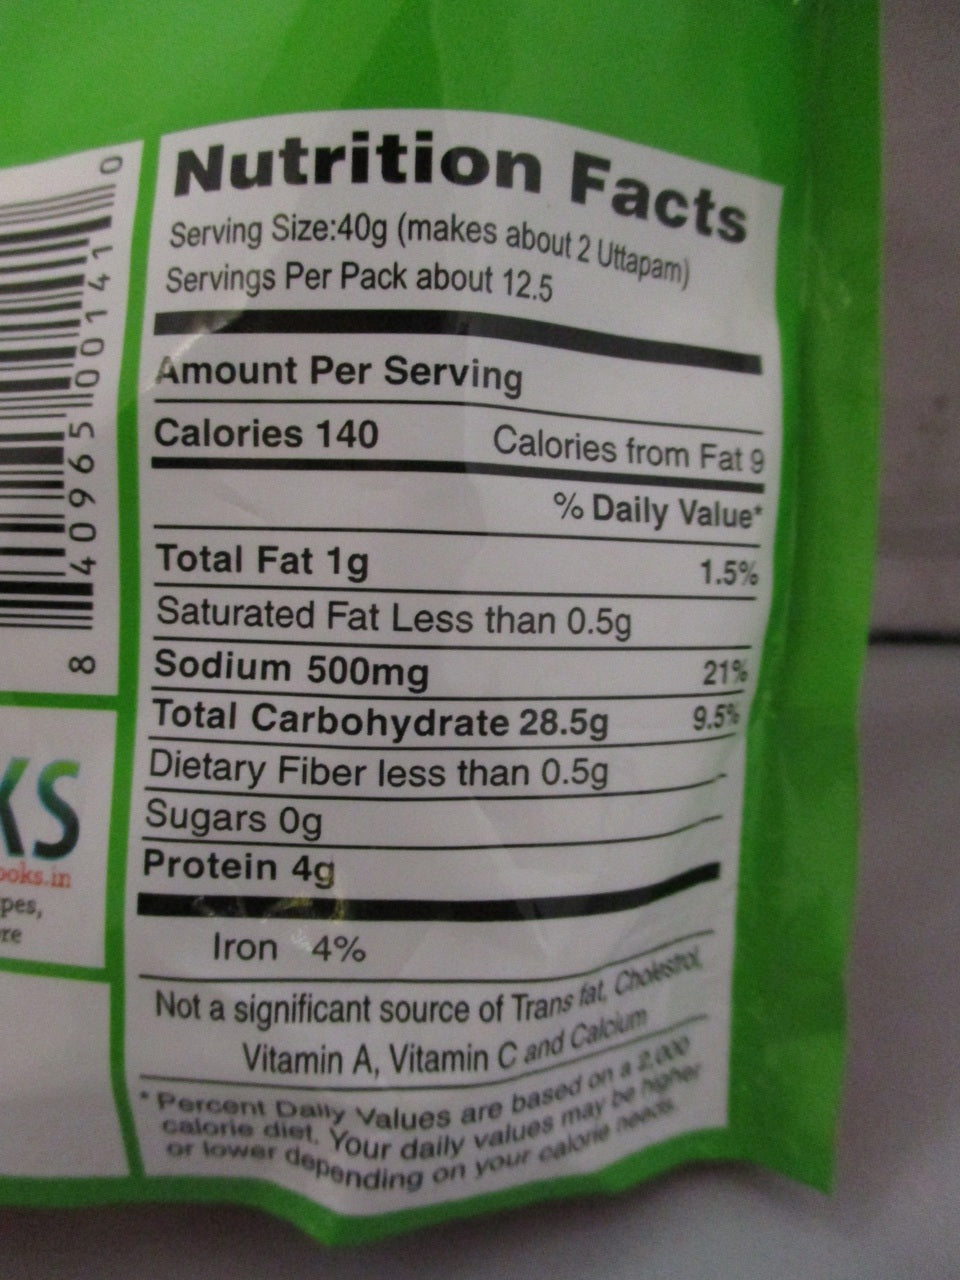 Nutrition Facts
Serving Size:40g (makes about 2 Uttapam)
Servings Per Pack about 12.5
Amount Per Serving
Calories 140 Calories from Fat 9
% Daily Value*
Total Fat 1g 1.5%
Saturated Fat Less than 0.5g
Sodium 500mg 21%
Total Carbohydrate 28.5g 9.5%
Dietary Fiber less than 0.5g
Sugars 0g
Protein 4g
Iron 4%
Not a significant source of Trans fat, Cholestrol,
Vitamin A, Vitamin C and Calcium
* Percent Daily Values are based on a 2,000
calorie diet. Your daily values may be higher
or lower depending on your calorie needs.
8 40965 00141 0
KS
ooks.in
pes,
re